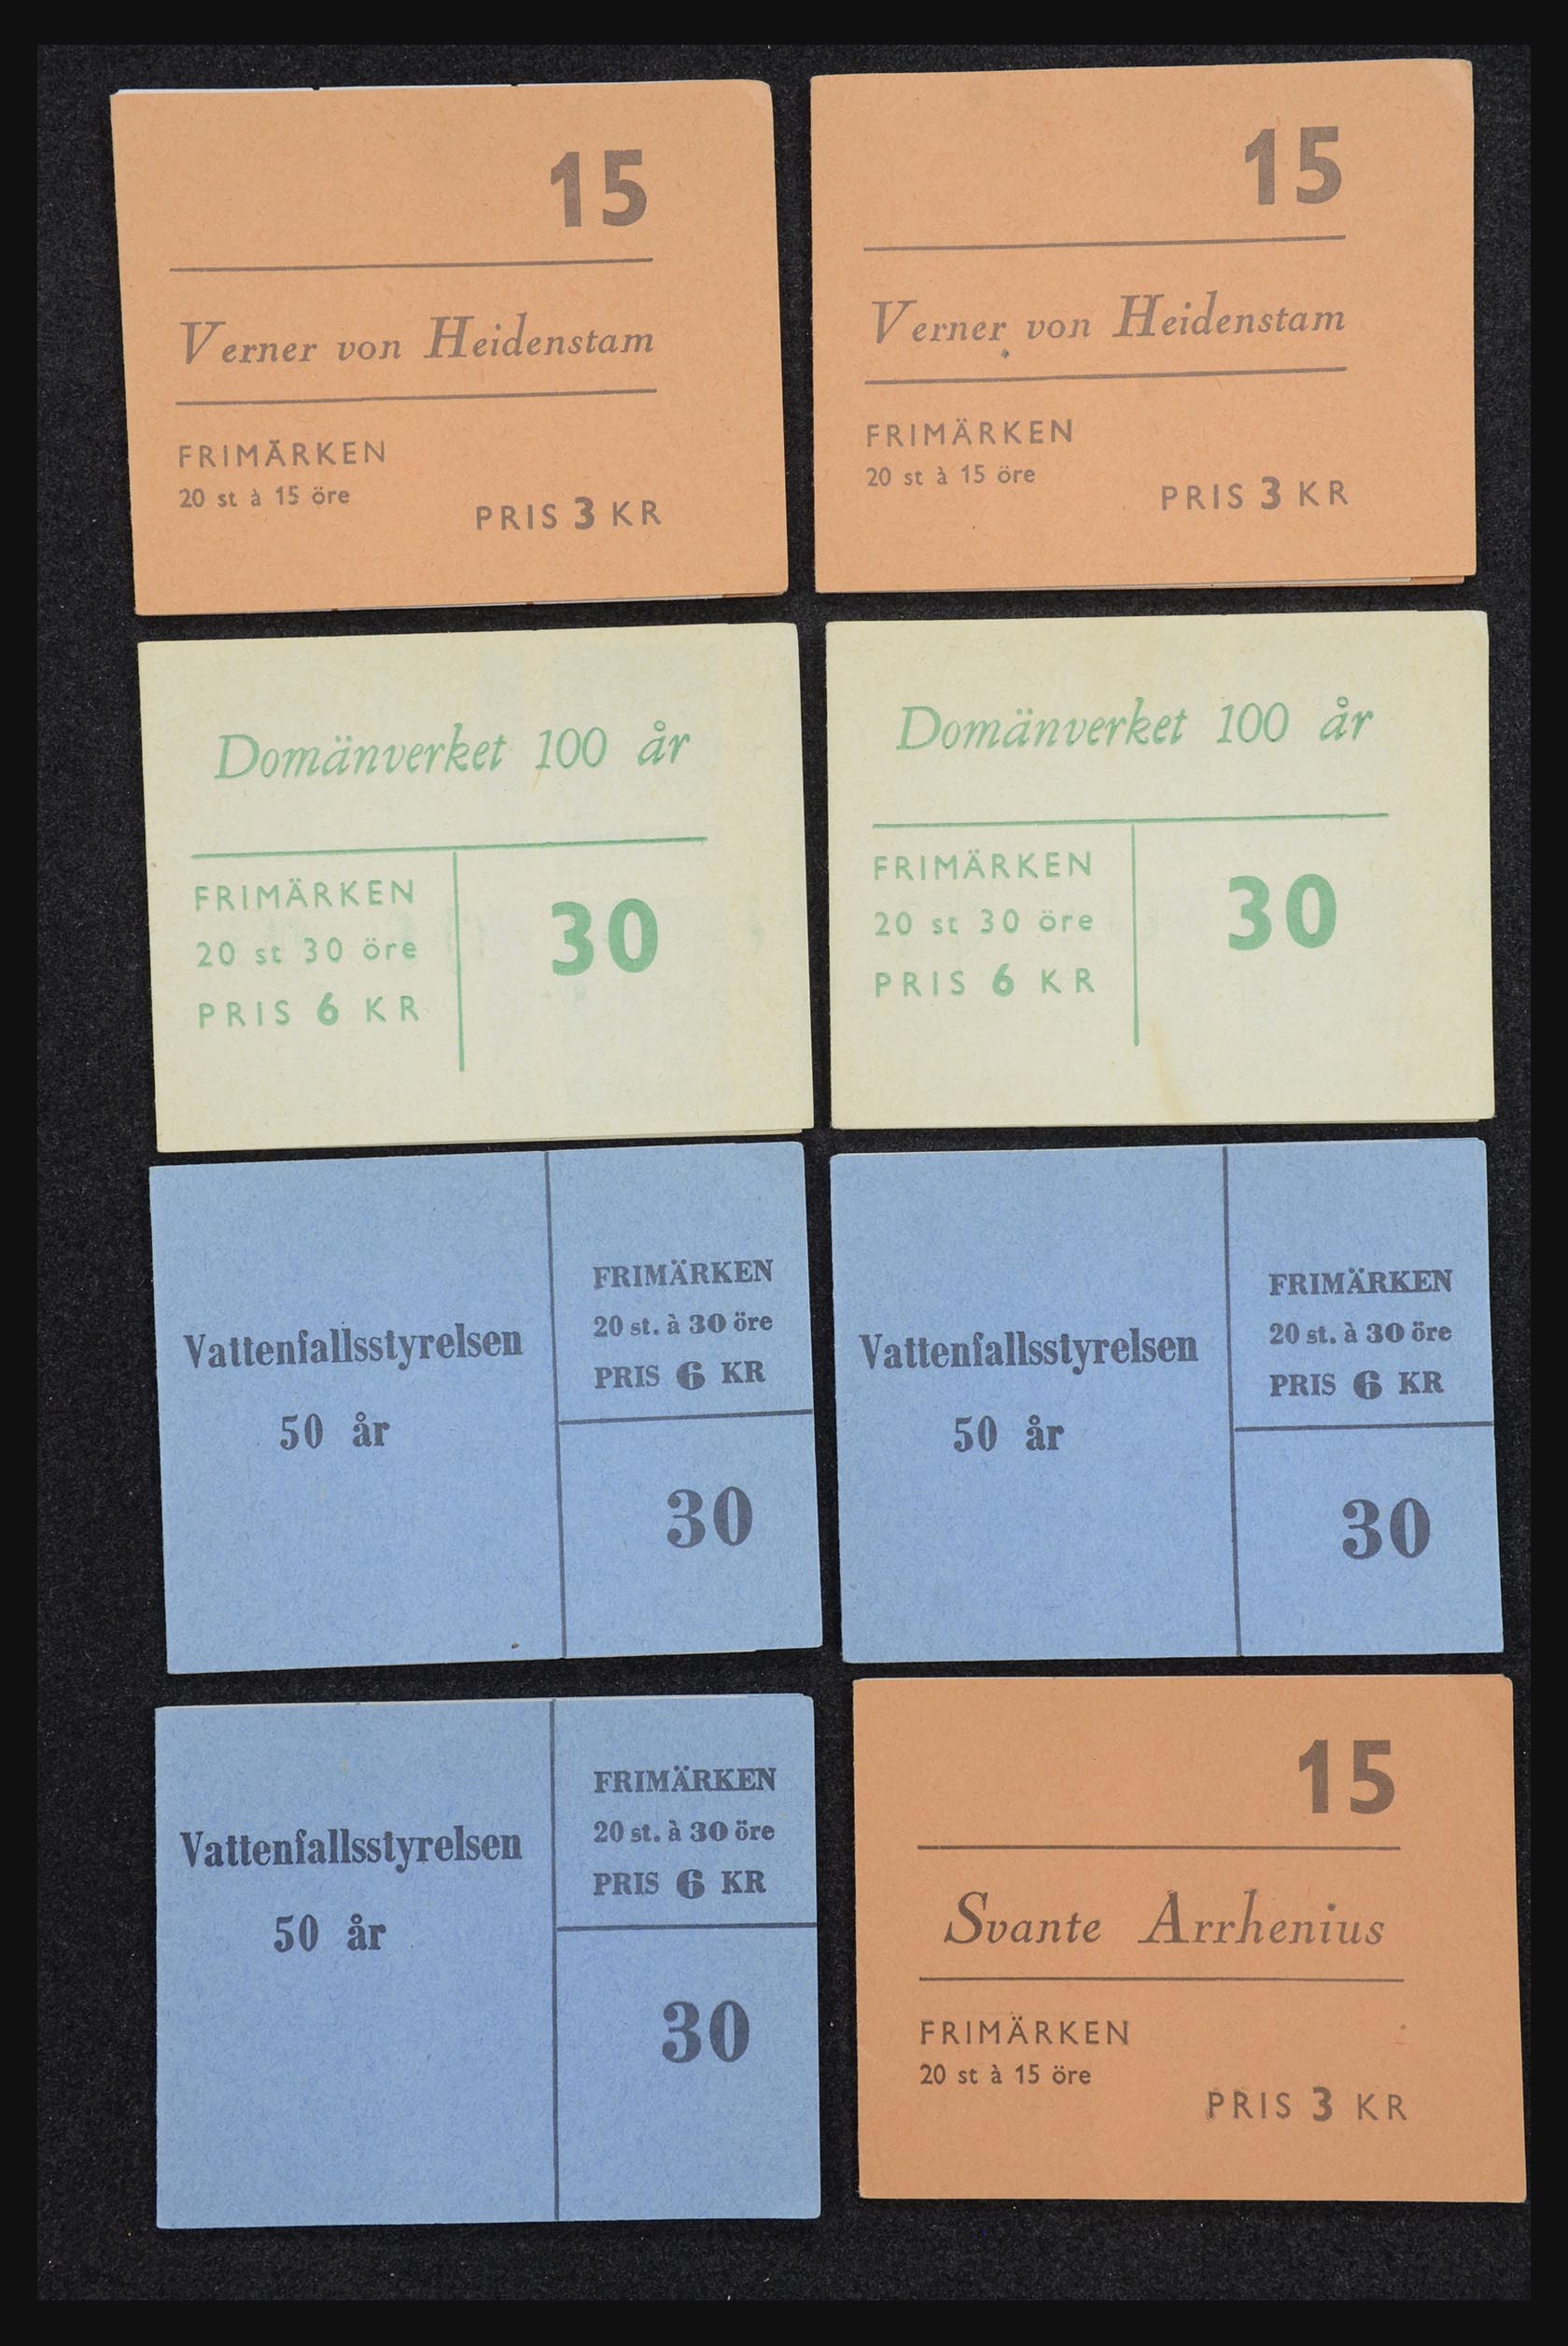 15
Verner von Heidenstam
FRIMÄRKEN
20 st à 15 öre
PRIS 3 KR
15
Verner von Heidenstam
FRIMÄRKEN
20 st à 15 öre
PRIS 3 KR
Domänverket 100 år
FRIMÄRKEN
20 st 30 öre
PRIS 6 KR
30
Domänverket 100 år
FRIMÄRKEN
20 st 30 öre
PRIS 6 KR
30
Vattenfallsstyrelsen
50 år
FRIMÄRKEN
20 st. à 30 öre
PRIS 6 KR
30
Vattenfallsstyrelsen
50 år
FRIMÄRKEN
20 st. à 30 öre
PRIS 6 KR
30
Vattenfallsstyrelsen
50 år
FRIMÄRKEN
20 st. à 30 öre
PRIS 6 KR
30
15
Svante Arrhenius
FRIMÄRKEN
20 st à 15 öre
PRIS 3 KR